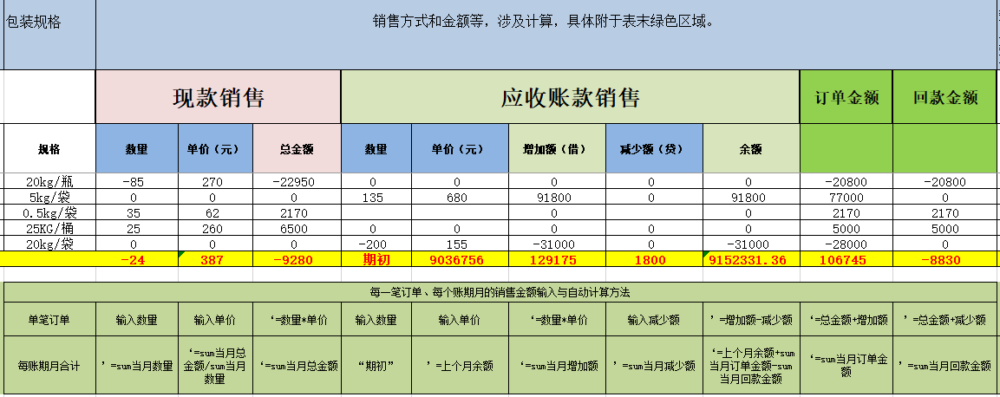 包装规格 销售方式和金额等，涉及计算，具体附于表末绿色区域。
现款销售 应收账款销售 订单金额 回款金额
规格 数量 单价（元） 总金额 数量 单价（元） 增加额（借） 减少额（贷） 余额
20kg/瓶 -85 270 -22950 0 0 0 0 0 -20800 -20800
5kg/袋 0 0 0 135 680 91800 91800 77000 0
0.5kg/袋 35 62 2170 0 0 2170 2170
25KG/桶 25 260 6500 0 0 0 0 0 5000 5000
20kg/袋 0 0 0 -200 155 -31000 -31000 -28000 0
-24 387 -9280 期初 9036756 129175 1800 9152331.36 106745 -8830
每一笔订单、每个账期月的销售金额输入与自动计算方法
单笔订单 输入数量 输入单价 ‘=数量*单价 输入数量 输入单价 ‘=数量*单价 输入减少额 ’=增加额-减少额 ‘=总金额+增加额 ’=总金额+减少额
每账期月合计 ’=sum当月数量 ‘=sum当月总金额/sum当月数量 ‘=sum当月总金额 “期初” ’=上个月余额 ‘=sum当月增加额 ’=sum当月减少额 ‘=上个月余额+sum当月订单金额-sum当月回款金额 ‘=sum当月订单金额 ’=sum当月回款金额